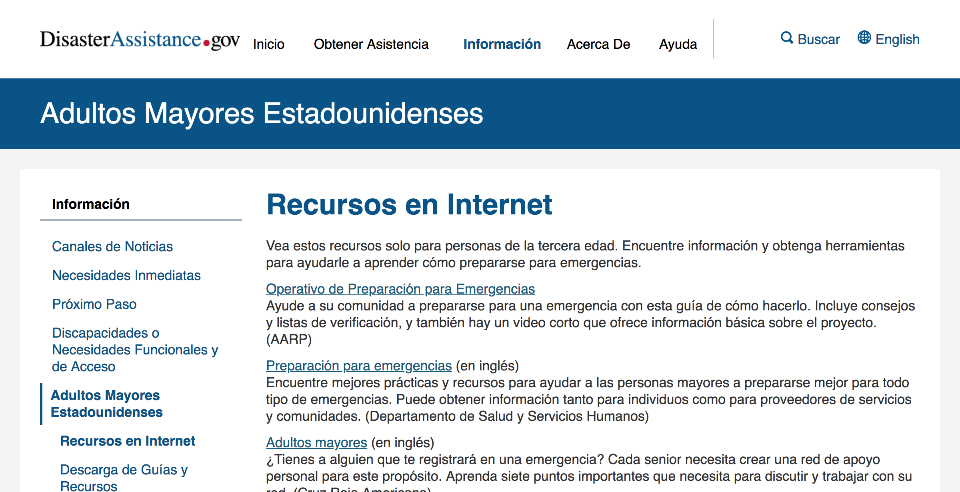 DisasterAssistance.gov
Inicio
Obtener Asistencia
Información
Acerca De
Ayuda
Buscar
English
Adultos Mayores Estadounidenses
Información
Canales de Noticias
Necesidades Inmediatas
Próximo Paso
Discapacidades o
Necesidades Funcionales y
de Acceso
Adultos Mayores
Estadounidenses
Recursos en Internet
Descarga de Guías y
Recursos
Recursos en Internet
Vea estos recursos solo para personas de la tercera edad. Encuentre información y obtenga herramientas
para ayudarle a aprender cómo prepararse para emergencias.
Operativo de Preparación para Emergencias
Ayude a su comunidad a prepararse para una emergencia con esta guía de cómo hacerlo. Incluye consejos
y listas de verificación, y también hay un video corto que ofrece información básica sobre el proyecto.
(AARP)
Preparación para emergencias (en inglés)
Encuentre mejores prácticas y recursos para ayudar a las personas mayores a prepararse mejor para todo
tipo de emergencias. Puede obtener información tanto para individuos como para proveedores de servicios
y comunidades. (Departamento de Salud y Servicios Humanos)
Adultos mayores (en inglés)
¿Tienes a alguien que te registrará en una emergencia? Cada senior necesita crear una red de apoyo
personal para este propósito. Aprenda siete puntos importantes que necesita para discutir y trabajar con su
red. (Cruz Roja Americana)